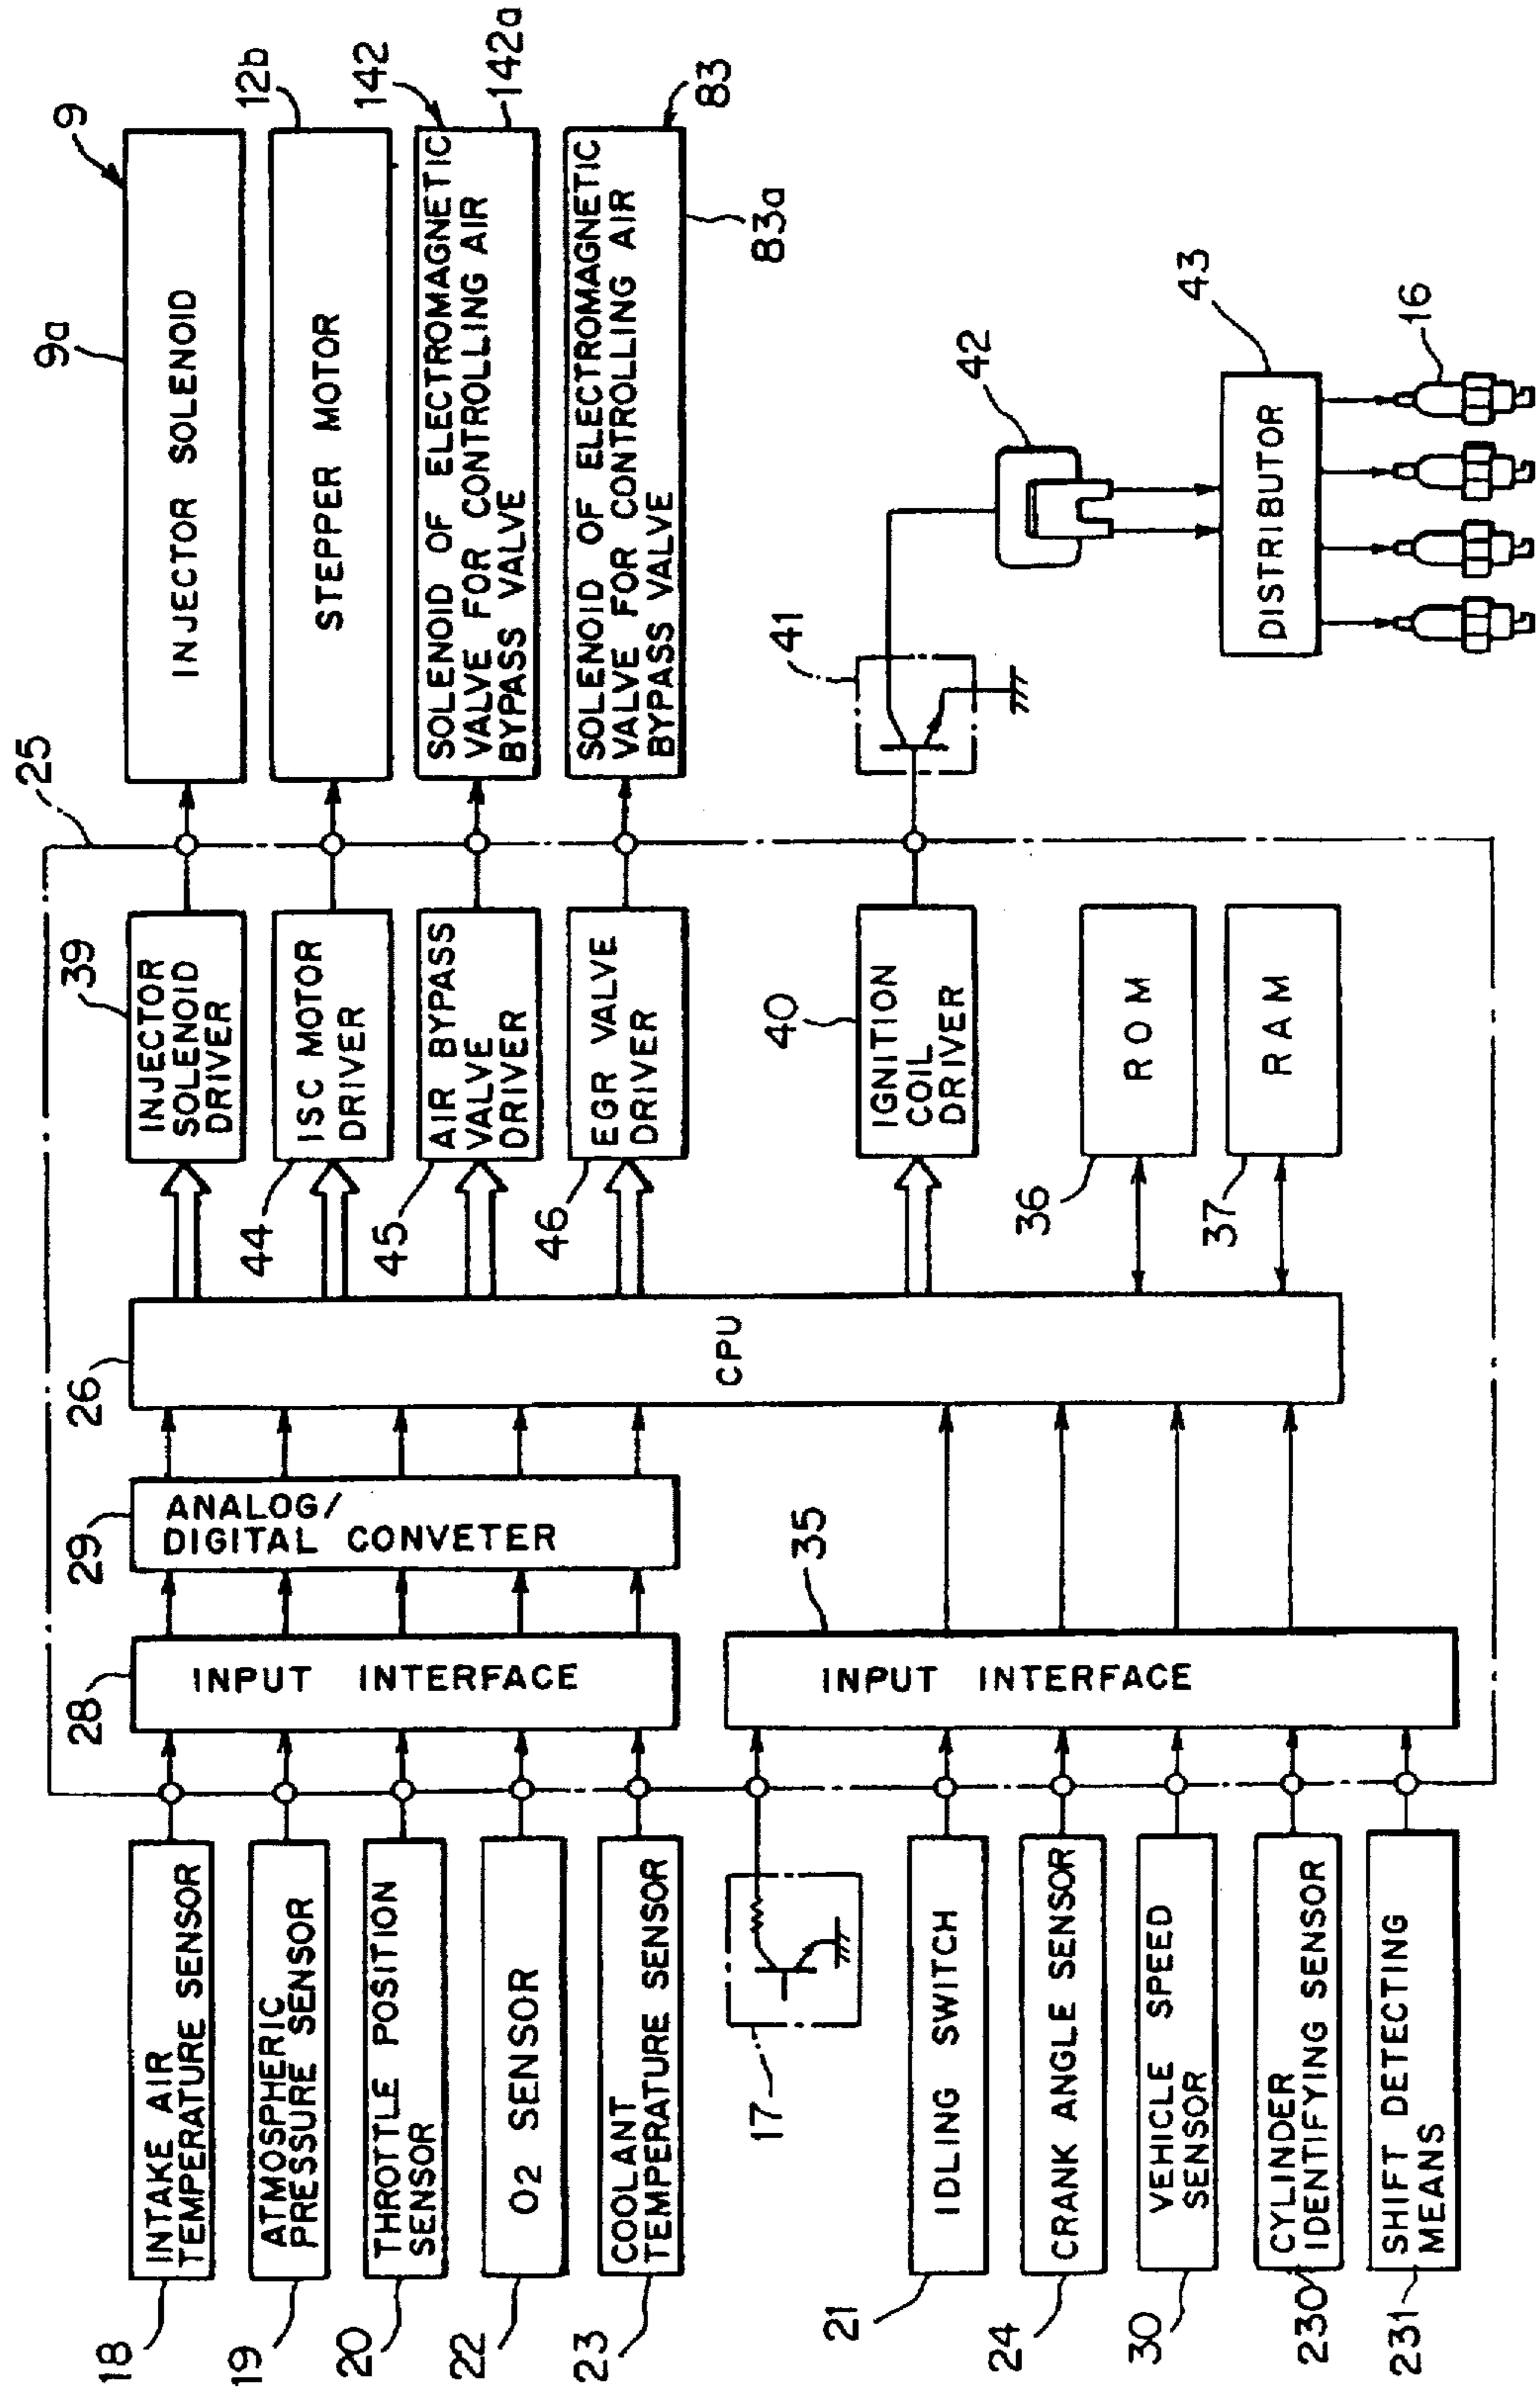 18
INTAKE AIR
TEMPERATURE SENSOR
19
ATMOSPHERIC
PRESSURE SENSOR
20
THROTTLE POSITION
SENSOR
22
O2 SENSOR
23
COOLANT
TEMPERATURE SENSOR
17
21
IDLING SWITCH
24
CRANK ANGLE SENSOR
30
VEHICLE SPEED
SENSOR
230
CYLINDER
IDENTIFYING SENSOR
231
SHIFT DETECTING
MEANS
28
INPUT INTERFACE
35
INPUT INTERFACE
29
ANALOG/
DIGITAL CONVETER
26
CPU
25
39
INJECTOR
SOLENOID
DRIVER
44
ISC MOTOR
DRIVER
45
AIR BYPASS
VALVE
DRIVER
46
EGR VALVE
DRIVER
40
IGNITION
COIL
DRIVER
36
ROM
37
RAM
9a
9
INJECTOR SOLENOID
12b
STEPPER MOTOR
142
142a
SOLENOID OF ELECTROMAGNETIC
VALVE FOR CONTROLLING AIR
BYPASS VALVE
83
83a
SOLENOID OF ELECTROMAGNETIC
VALVE FOR CONTROLLING AIR
BYPASS VALVE
41
42
43
DISTRIBUTOR
16